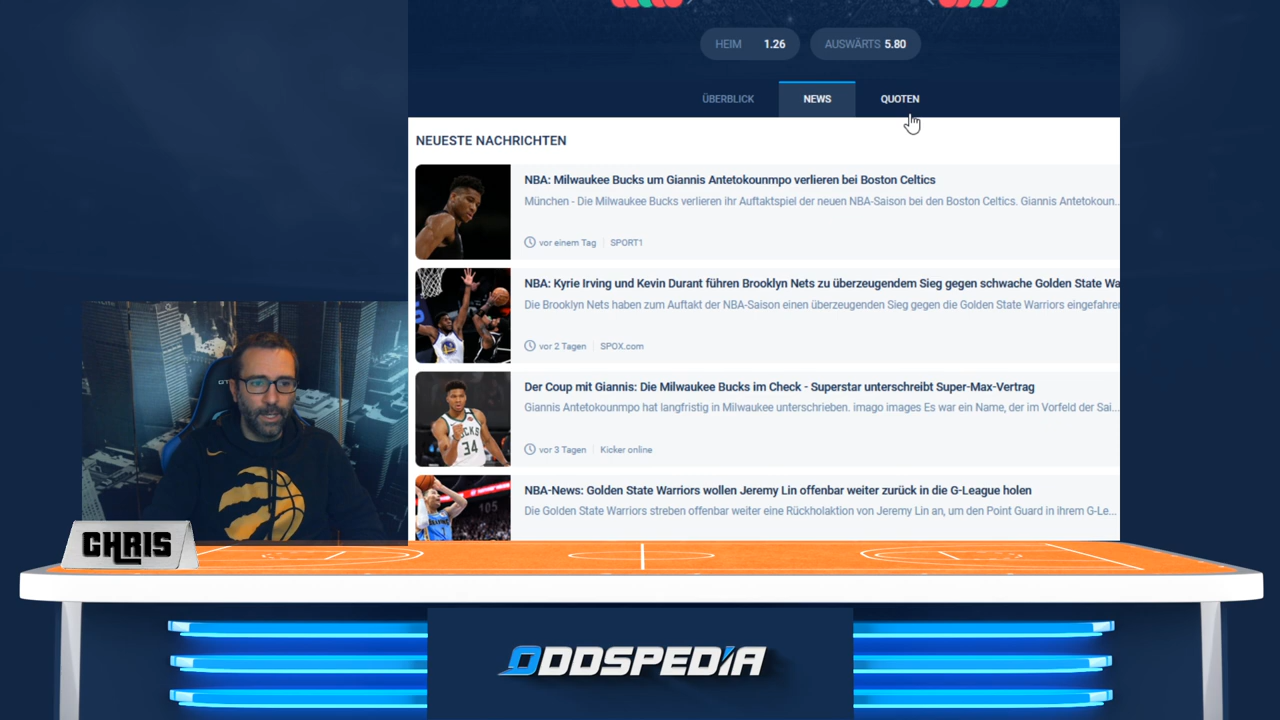 HEIM 1.26 AUSWÄRTS 5.80
ÜBERBLICK NEWS QUOTEN
NEUESTE NACHRICHTEN
NBA: Milwaukee Bucks um Giannis Antetokounmpo verlieren bei Boston Celtics
München - Die Milwaukee Bucks verlieren ihr Auftaktspiel der neuen NBA-Saison bei den Boston Celtics. Giannis Antetokoun...
vor einem Tag SPORT1
NBA: Kyrie Irving und Kevin Durant führen Brooklyn Nets zu überzeugendem Sieg gegen schwache Golden State Wa
Die Brooklyn Nets haben zum Auftakt der NBA-Saison einen überzeugenden Sieg gegen die Golden State Warriors eingefahren
vor 2 Tagen SPOX.com
Der Coup mit Giannis: Die Milwaukee Bucks im Check - Superstar unterschreibt Super-Max-Vertrag
Giannis Antetokounmpo hat langfristig in Milwaukee unterschrieben. imago images Es war ein Name, der im Vorfeld der Sai...
vor 3 Tagen Kicker online
BUCKS
34
NBA-News: Golden State Warriors wollen Jeremy Lin offenbar weiter zurück in die G-League holen
Die Golden State Warriors streben offenbar weiter eine Rückholaktion von Jeremy Lin an, um den Point Guard in ihrem G-Le...
105
CHRIS
ODDSPEDIA